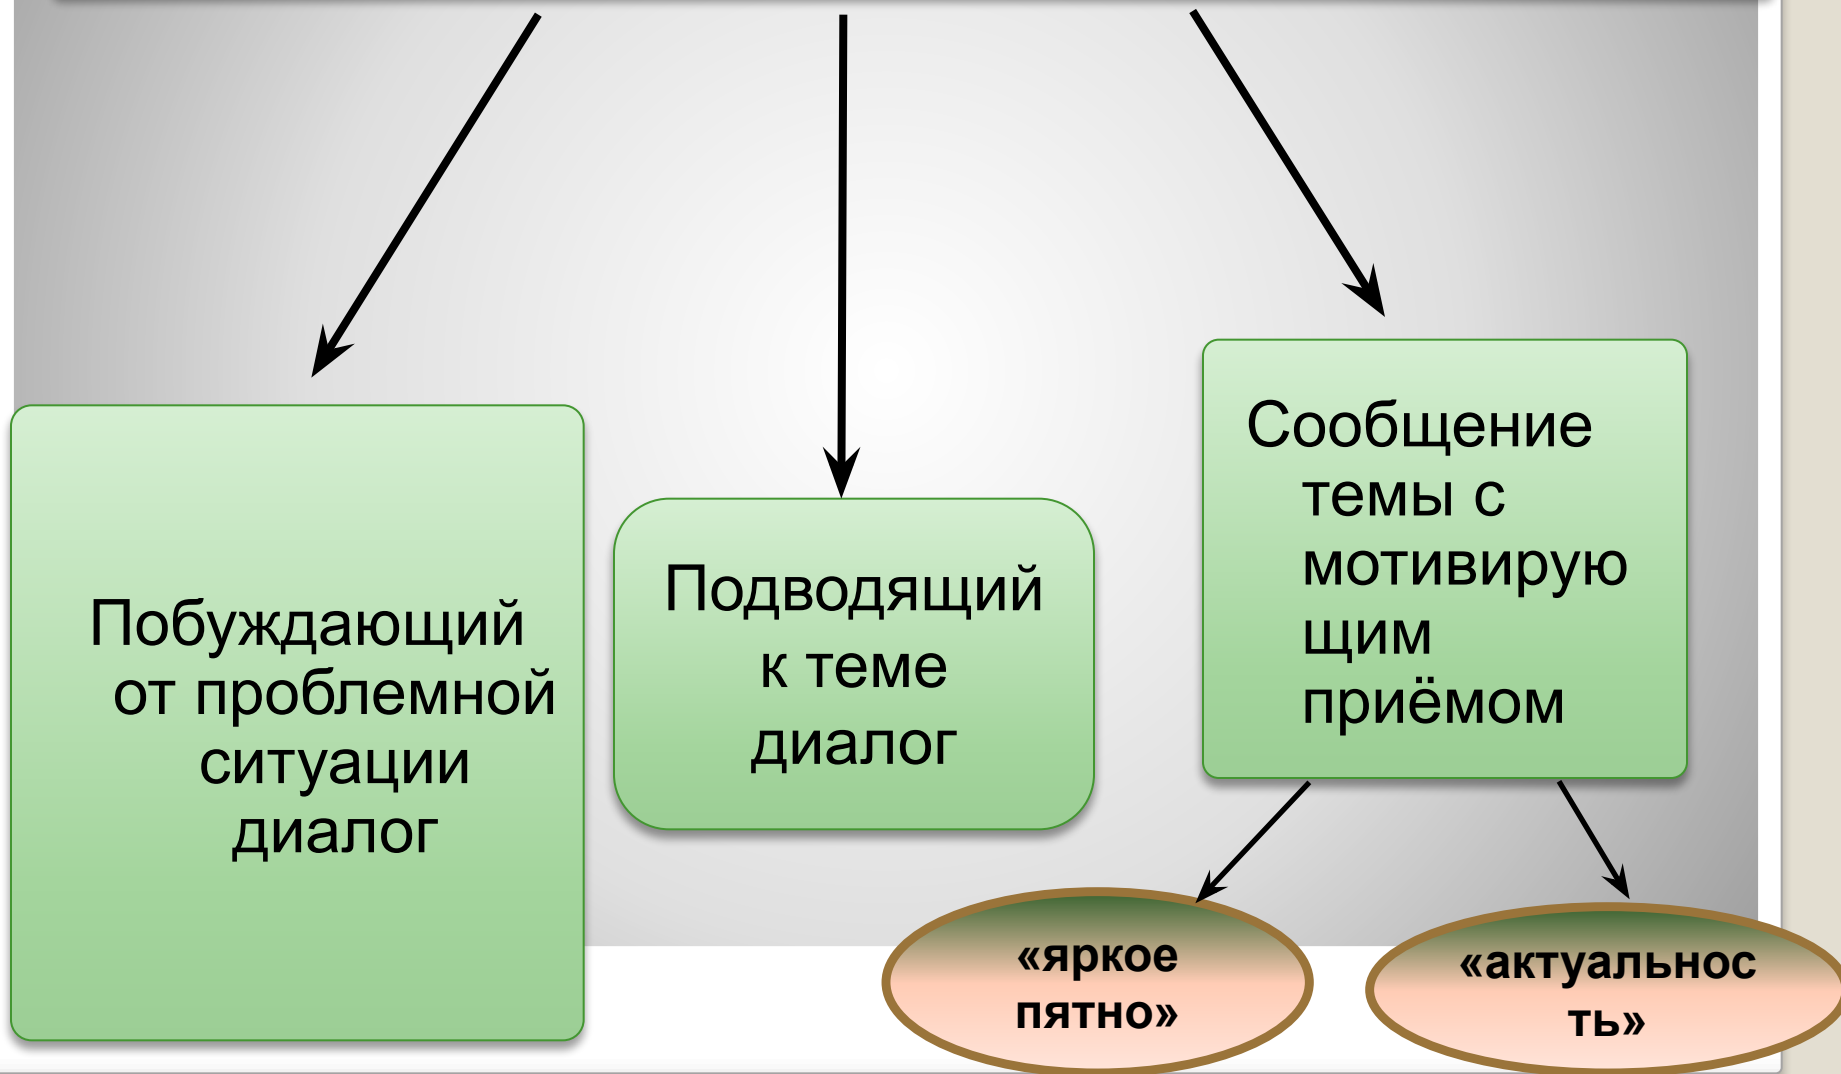 Побуждающий
от проблемной
ситуации
диалог
Подводящий
к теме
диалог
Сообщение
темы с
мотивирую
щим
приёмом
«яркое
пятно»
«актуальнос
ть»